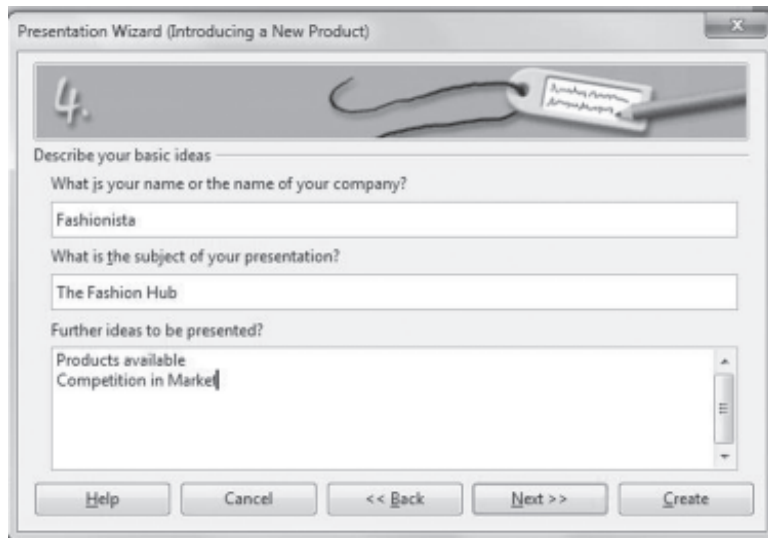 Presentation Wizard (Introducing a New Product)
4.
Describe your basic ideas
What is your name or the name of your company?
Fashionista
What is the subject of your presentation?
The Fashion Hub
Further ideas to be presented?
Products available
Competition in Market
Help
Cancel
<< Back
Next >>
Create